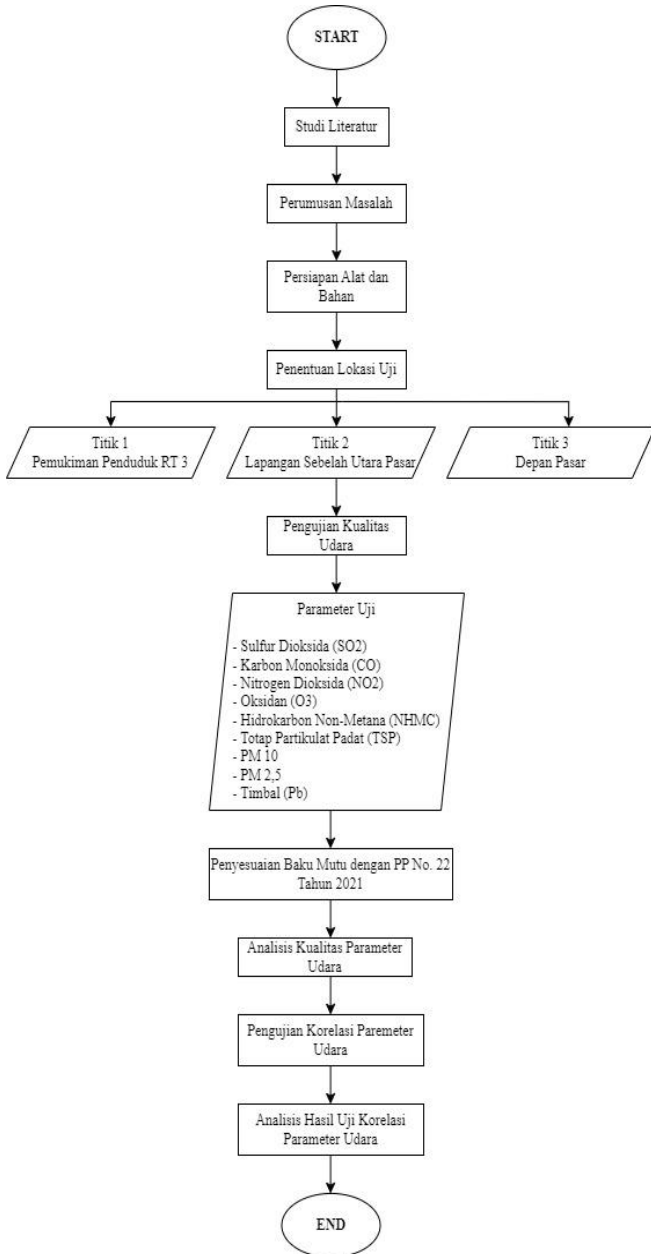 START
Studi Literatur
Perumusan Masalah
Persiapan Alat dan
Bahan
Penentuan Lokasi Uji
Titik 1
Pemukiman Penduduk RT 3
Titik 2
Lapangan Sebelah Utara Pasar
Titik 3
Depan Pasar
Pengujian Kualitas
Udara
Parameter Uji
- Sulfur Dioksida (SO2)
- Karbon Monoksida (CO)
- Nitrogen Dioksida (NO2)
- Oksidan (O3)
- Hidrokarbon Non-Metana (NHMC)
- Totap Partikulat Padat (TSP)
- PM 10
- PM 2,5
- Timbal (Pb)
Penyesuaian Baku Mutu dengan PP No. 22
Tahun 2021
Analisis Kualitas Parameter
Udara
Pengujian Korelasi Paremeter
Udara
Analisis Hasil Uji Korelasi
Parameter Udara
END